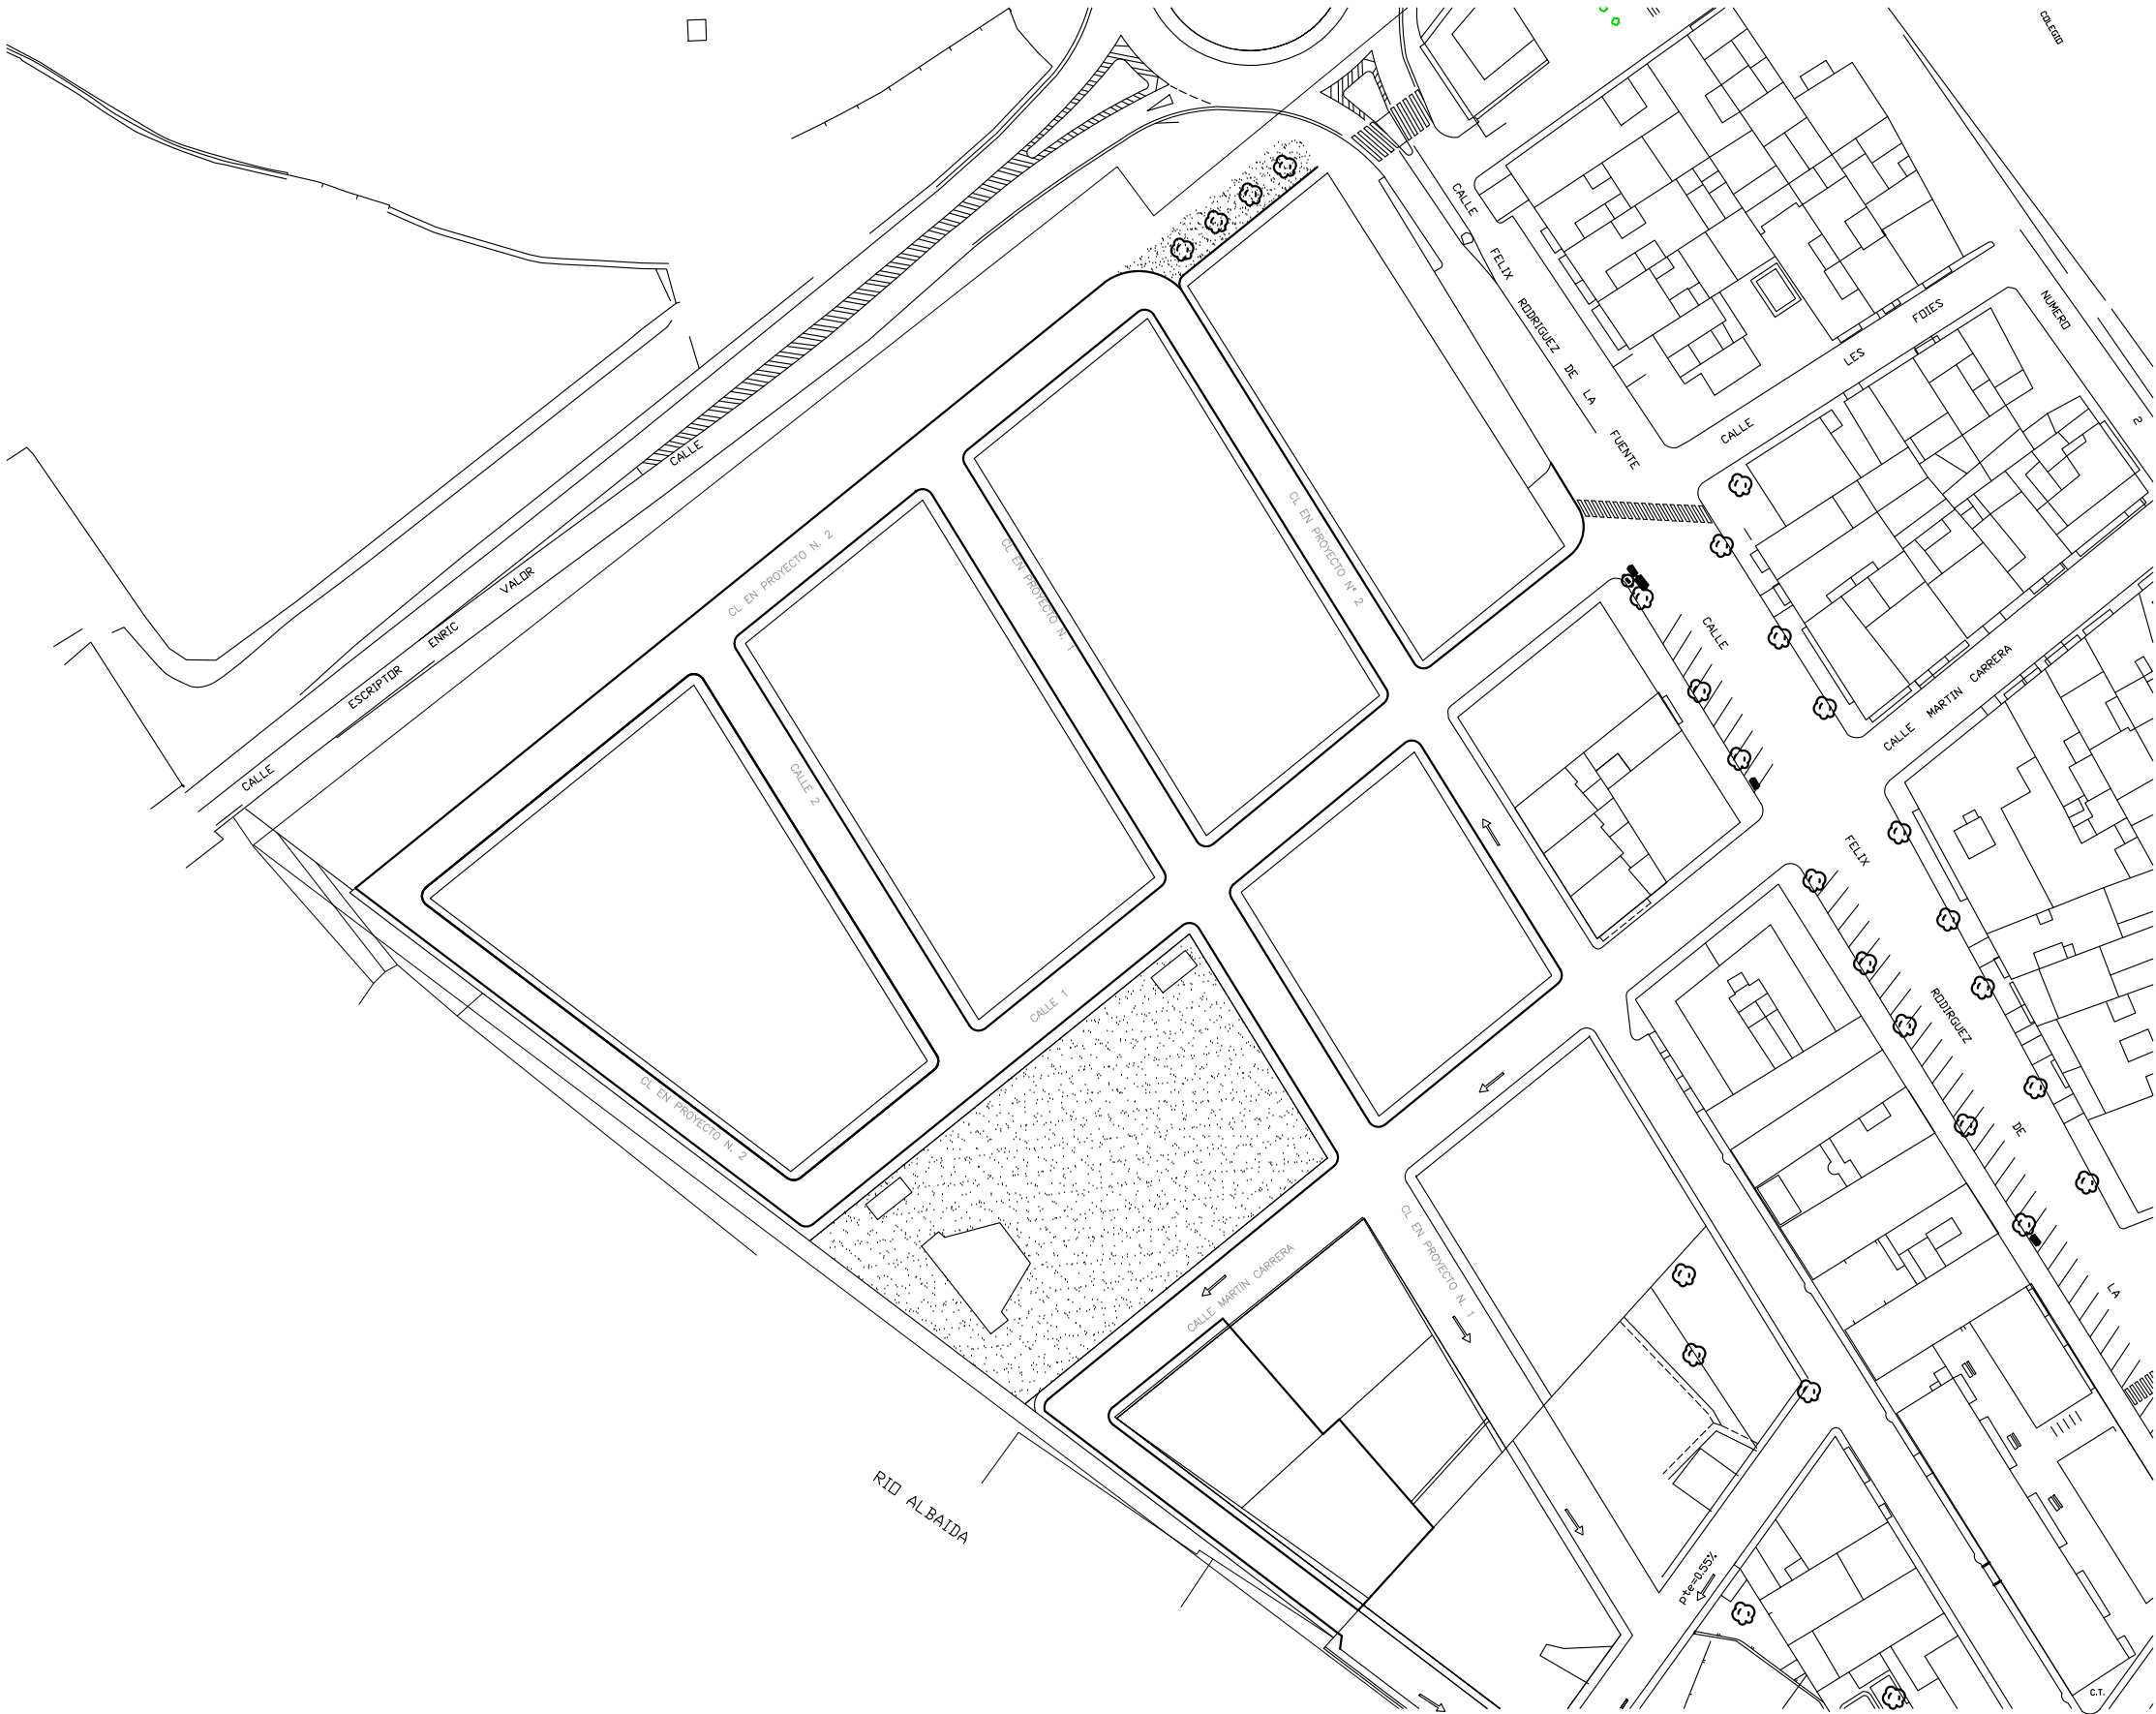 COLEGIO
CALLE
FELIX
RODRIGUEZ
DE
LA
FUENTE
CALLE
LES
FOIES
NUMERO
2
CALLE
ESCRIPTOR
ENRIC
VALOR
CALLE
CL EN PROYECTO N. 2
CL EN PROYECTO N. 1
CL EN PROYECTO Nª 2
CALLE 2
CALLE 1
CL EN PROYECTO N. 2
CALLE
FELIX
RODIRGUEZ
DE
LA
CALLE MARTIN CARRERA
CALLE MARTIN CARRERA
CL EN PROYECTO N. 1
RIO ALBAIDA
Pte=0.55%
C.T.